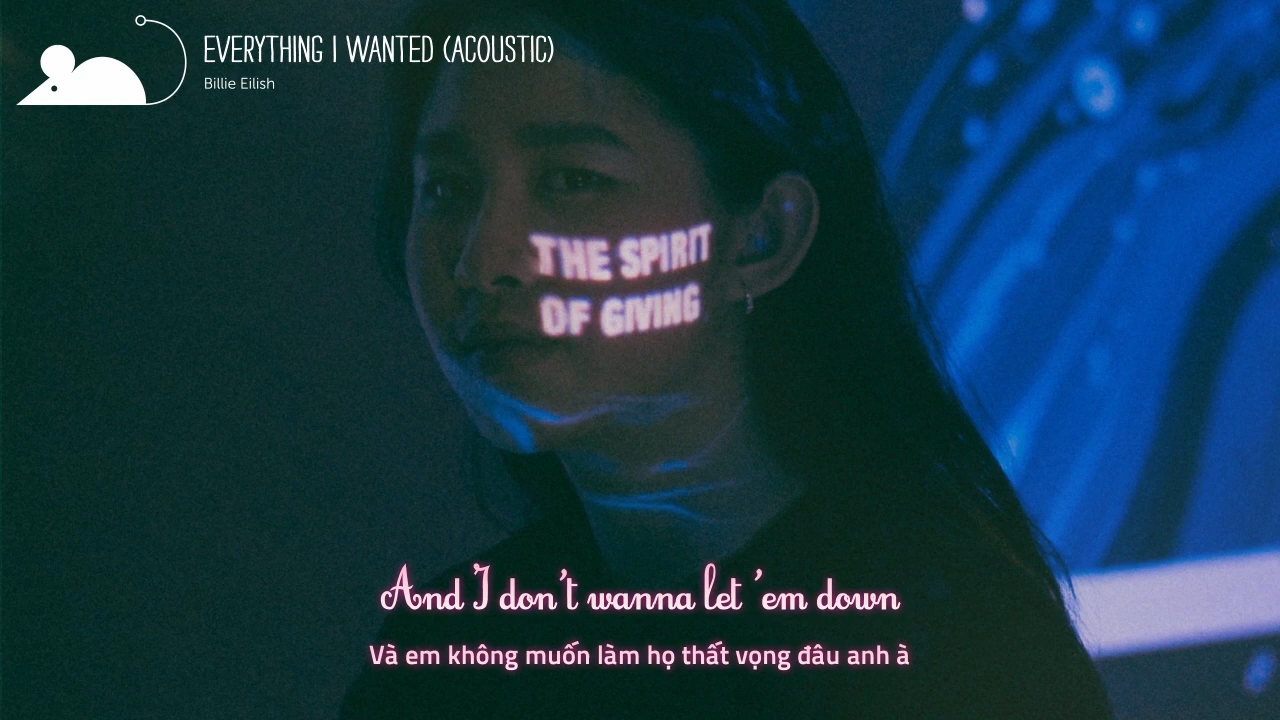 EVERYTHING I WANTED (ACOUSTIC)
Billie Eilish
THE SPIRIT
OF GIVING
And I don't wanna let 'em down
Và em không muốn làm họ thất vọng đâu anh à